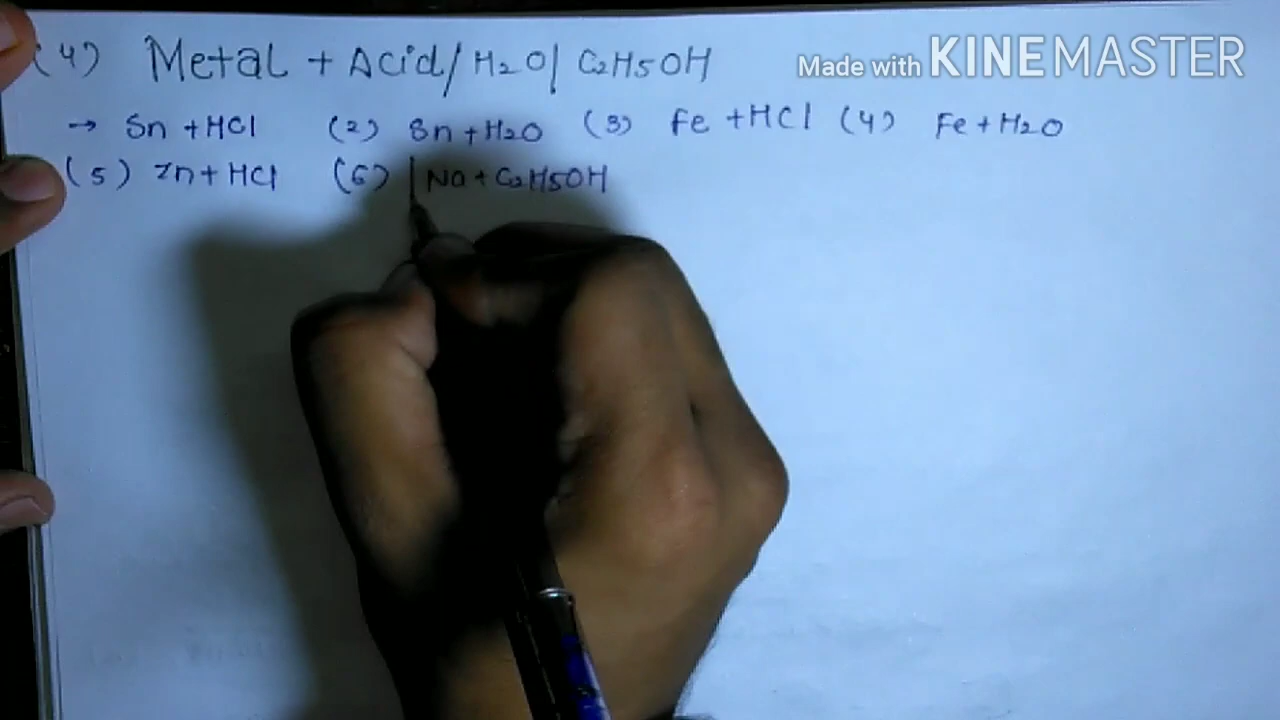 (4) Metal + Acid/H2O/C2H5OH
Made with KINEMASTER
→ Sn +HCl (2) Sn+H2O (3) Fe +HCl (4) Fe+H2O
(5) Zn+HCl (6) Na+C2H5OH